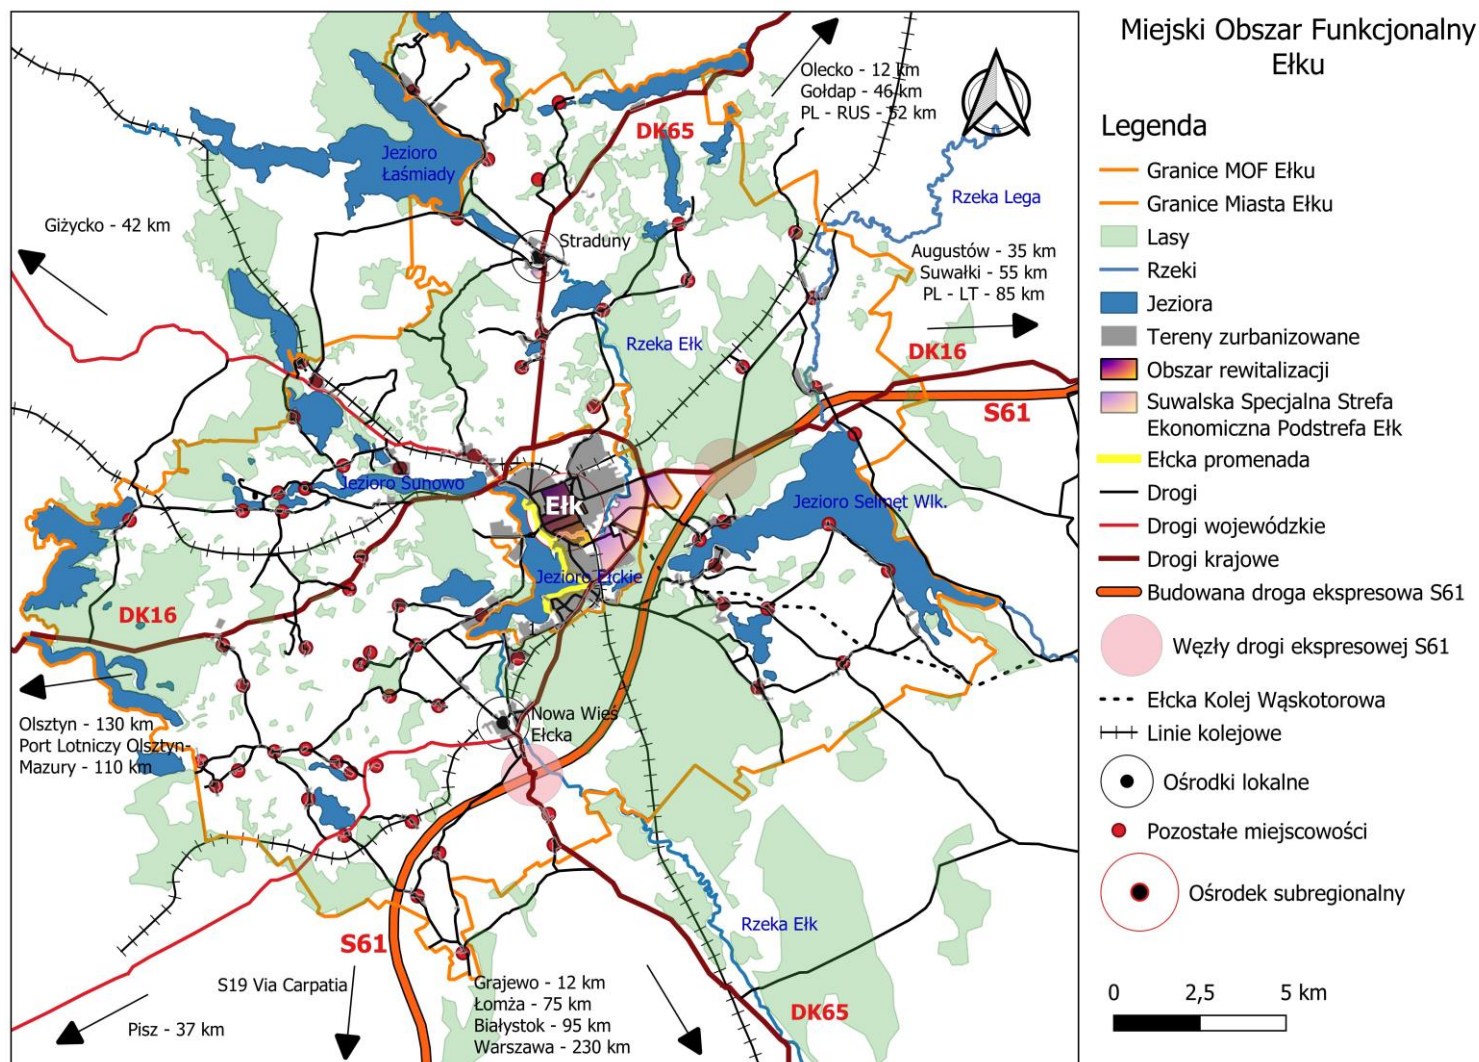 Miejski Obszar Funkcjonalny
Ełku
Legenda
Granice MOF Ełku
Granice Miasta Ełku
Lasy
Rzeki
Jeziora
Tereny zurbanizowane
Obszar rewitalizacji
Suwalska Specjalna Strefa
Ekonomiczna Podstrefa Ełk
Ełcka promenada
Drogi
Drogi wojewódzkie
Drogi krajowe
Budowana droga ekspresowa S61
Węzły drogi ekspresowej S61
Ełcka Kolej Wąskotorowa
Linie kolejowe
Ośrodki lokalne
Pozostałe miejscowości
Ośrodek subregionalny
0 2,5 5 km
Olecko - 12 km
Gołdap - 46 km
PL - RUS - 52 km
DK65
Jezioro
Łaśmiady
Rzeka Lega
Giżycko - 42 km
Straduny
Augustów - 35 km
Suwałki - 55 km
PL - LT - 85 km
Rzeka Ełk
DK16
S61
Jezioro Sunowo
Ełk
Jezioro Selmęt Wlk.
Jezioro Ełckie
DK16
Olsztyn - 130 km
Port Lotniczy Olsztyn-
Mazury - 110 km
Nowa Wieś
Ełcka
Rzeka Ełk
S61
S19 Via Carpatia
Grajewo - 12 km
Łomża - 75 km
Białystok - 95 km
Warszawa - 230 km
Pisz - 37 km
DK65